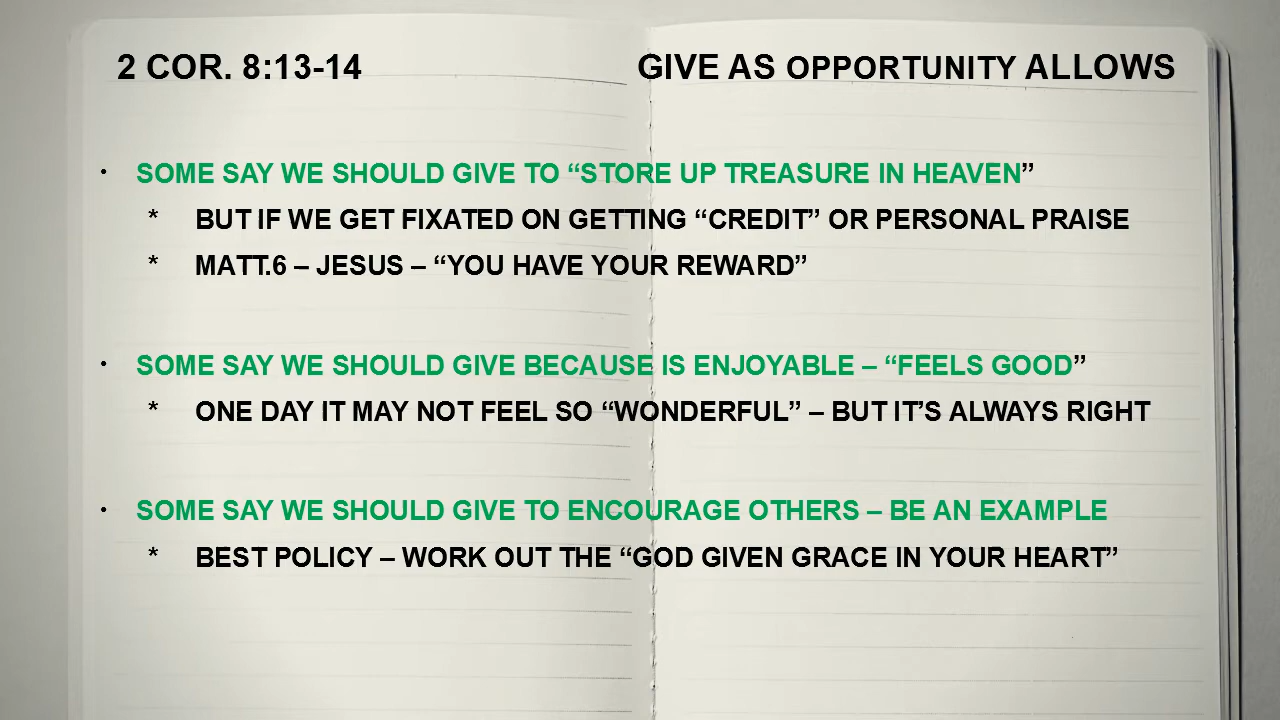 2 COR. 8:13-14 GIVE AS OPPORTUNITY ALLOWS
• SOME SAY WE SHOULD GIVE TO “STORE UP TREASURE IN HEAVEN”
* BUT IF WE GET FIXATED ON GETTING “CREDIT” OR PERSONAL PRAISE
* MATT.6 – JESUS – “YOU HAVE YOUR REWARD”
• SOME SAY WE SHOULD GIVE BECAUSE IS ENJOYABLE – “FEELS GOOD”
* ONE DAY IT MAY NOT FEEL SO “WONDERFUL” – BUT IT’S ALWAYS RIGHT
• SOME SAY WE SHOULD GIVE TO ENCOURAGE OTHERS – BE AN EXAMPLE
* BEST POLICY – WORK OUT THE “GOD GIVEN GRACE IN YOUR HEART”